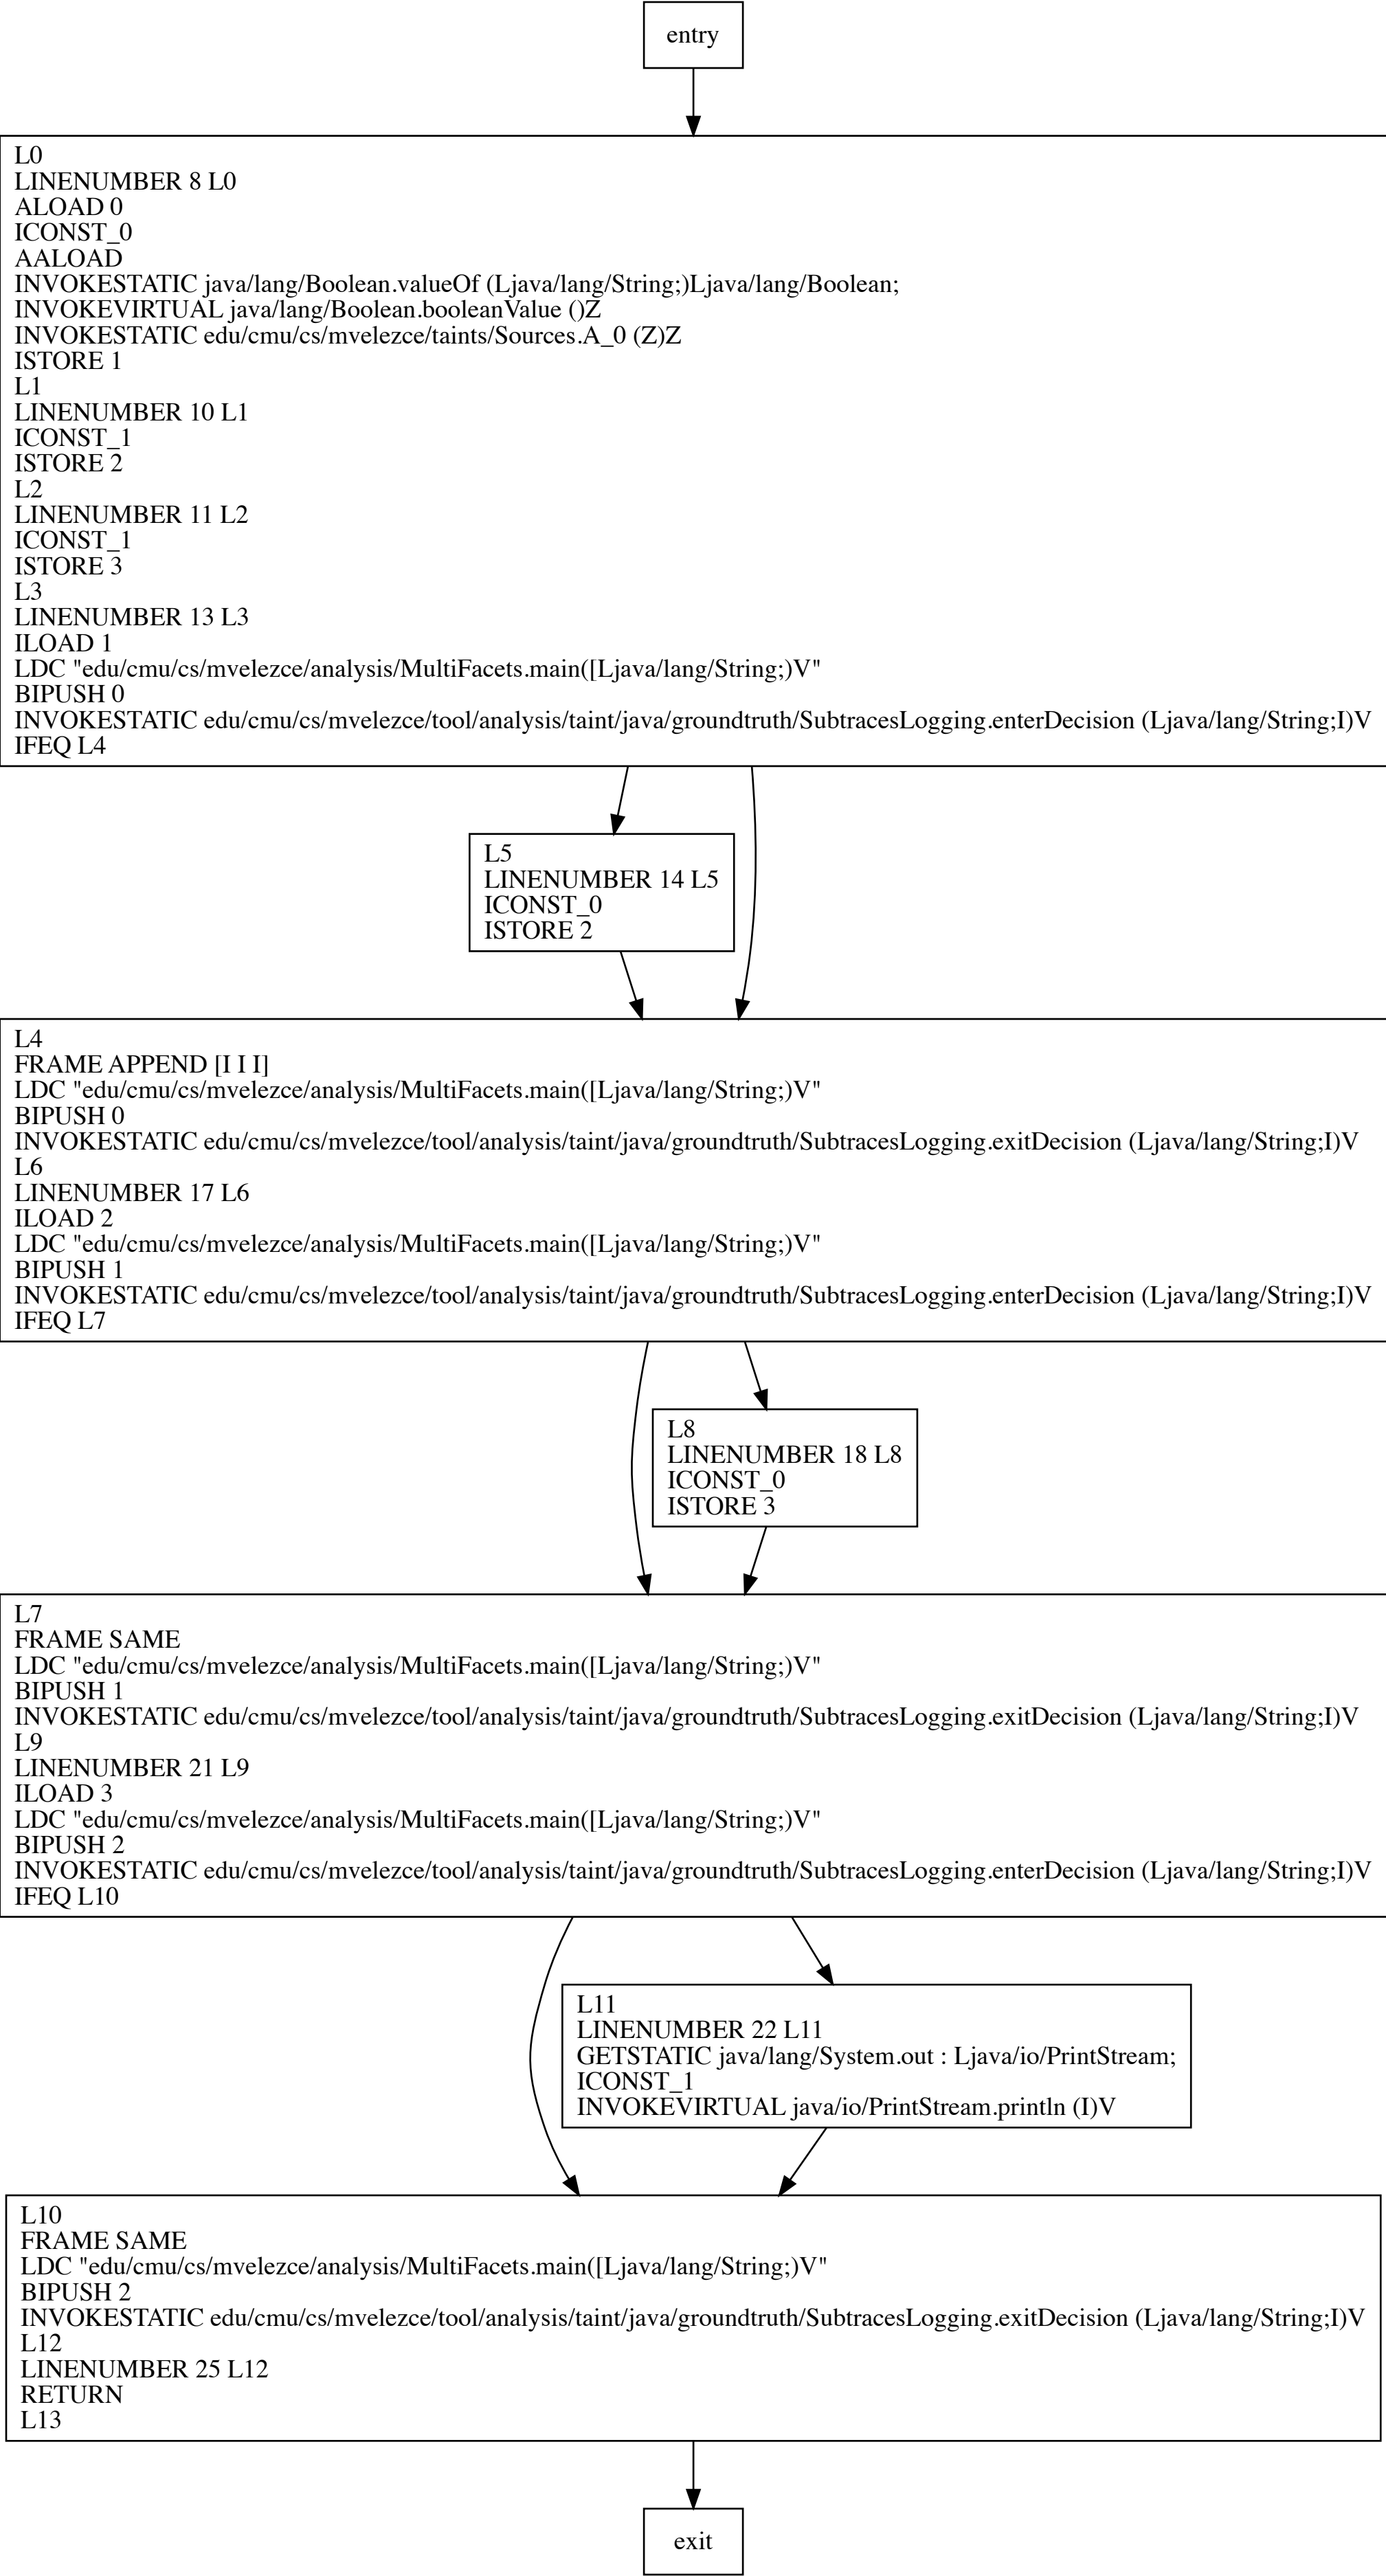 entry
L0
LINENUMBER 8 L0
ALOAD 0
ICONST_0
AALOAD
INVOKESTATIC java/lang/Boolean.valueOf (Ljava/lang/String;)Ljava/lang/Boolean;
INVOKEVIRTUAL java/lang/Boolean.booleanValue ()Z
INVOKESTATIC edu/cmu/cs/mvelezce/taints/Sources.A_0 (Z)Z
ISTORE 1
L1
LINENUMBER 10 L1
ICONST_1
ISTORE 2
L2
LINENUMBER 11 L2
ICONST_1
ISTORE 3
L3
LINENUMBER 13 L3
ILOAD 1
LDC "edu/cmu/cs/mvelezce/analysis/MultiFacets.main([Ljava/lang/String;)V"
BIPUSH 0
INVOKESTATIC edu/cmu/cs/mvelezce/tool/analysis/taint/java/groundtruth/SubtracesLogging.enterDecision (Ljava/lang/String;I)V
IFEQ L4
L5
LINENUMBER 14 L5
ICONST_0
ISTORE 2
L4
FRAME APPEND [I I I]
LDC "edu/cmu/cs/mvelezce/analysis/MultiFacets.main([Ljava/lang/String;)V"
BIPUSH 0
INVOKESTATIC edu/cmu/cs/mvelezce/tool/analysis/taint/java/groundtruth/SubtracesLogging.exitDecision (Ljava/lang/String;I)V
L6
LINENUMBER 17 L6
ILOAD 2
LDC "edu/cmu/cs/mvelezce/analysis/MultiFacets.main([Ljava/lang/String;)V"
BIPUSH 1
INVOKESTATIC edu/cmu/cs/mvelezce/tool/analysis/taint/java/groundtruth/SubtracesLogging.enterDecision (Ljava/lang/String;I)V
IFEQ L7
L8
LINENUMBER 18 L8
ICONST_0
ISTORE 3
L7
FRAME SAME
LDC "edu/cmu/cs/mvelezce/analysis/MultiFacets.main([Ljava/lang/String;)V"
BIPUSH 1
INVOKESTATIC edu/cmu/cs/mvelezce/tool/analysis/taint/java/groundtruth/SubtracesLogging.exitDecision (Ljava/lang/String;I)V
L9
LINENUMBER 21 L9
ILOAD 3
LDC "edu/cmu/cs/mvelezce/analysis/MultiFacets.main([Ljava/lang/String;)V"
BIPUSH 2
INVOKESTATIC edu/cmu/cs/mvelezce/tool/analysis/taint/java/groundtruth/SubtracesLogging.enterDecision (Ljava/lang/String;I)V
IFEQ L10
L11
LINENUMBER 22 L11
GETSTATIC java/lang/System.out : Ljava/io/PrintStream;
ICONST_1
INVOKEVIRTUAL java/io/PrintStream.println (I)V
L10
FRAME SAME
LDC "edu/cmu/cs/mvelezce/analysis/MultiFacets.main([Ljava/lang/String;)V"
BIPUSH 2
INVOKESTATIC edu/cmu/cs/mvelezce/tool/analysis/taint/java/groundtruth/SubtracesLogging.exitDecision (Ljava/lang/String;I)V
L12
LINENUMBER 25 L12
RETURN
L13
exit